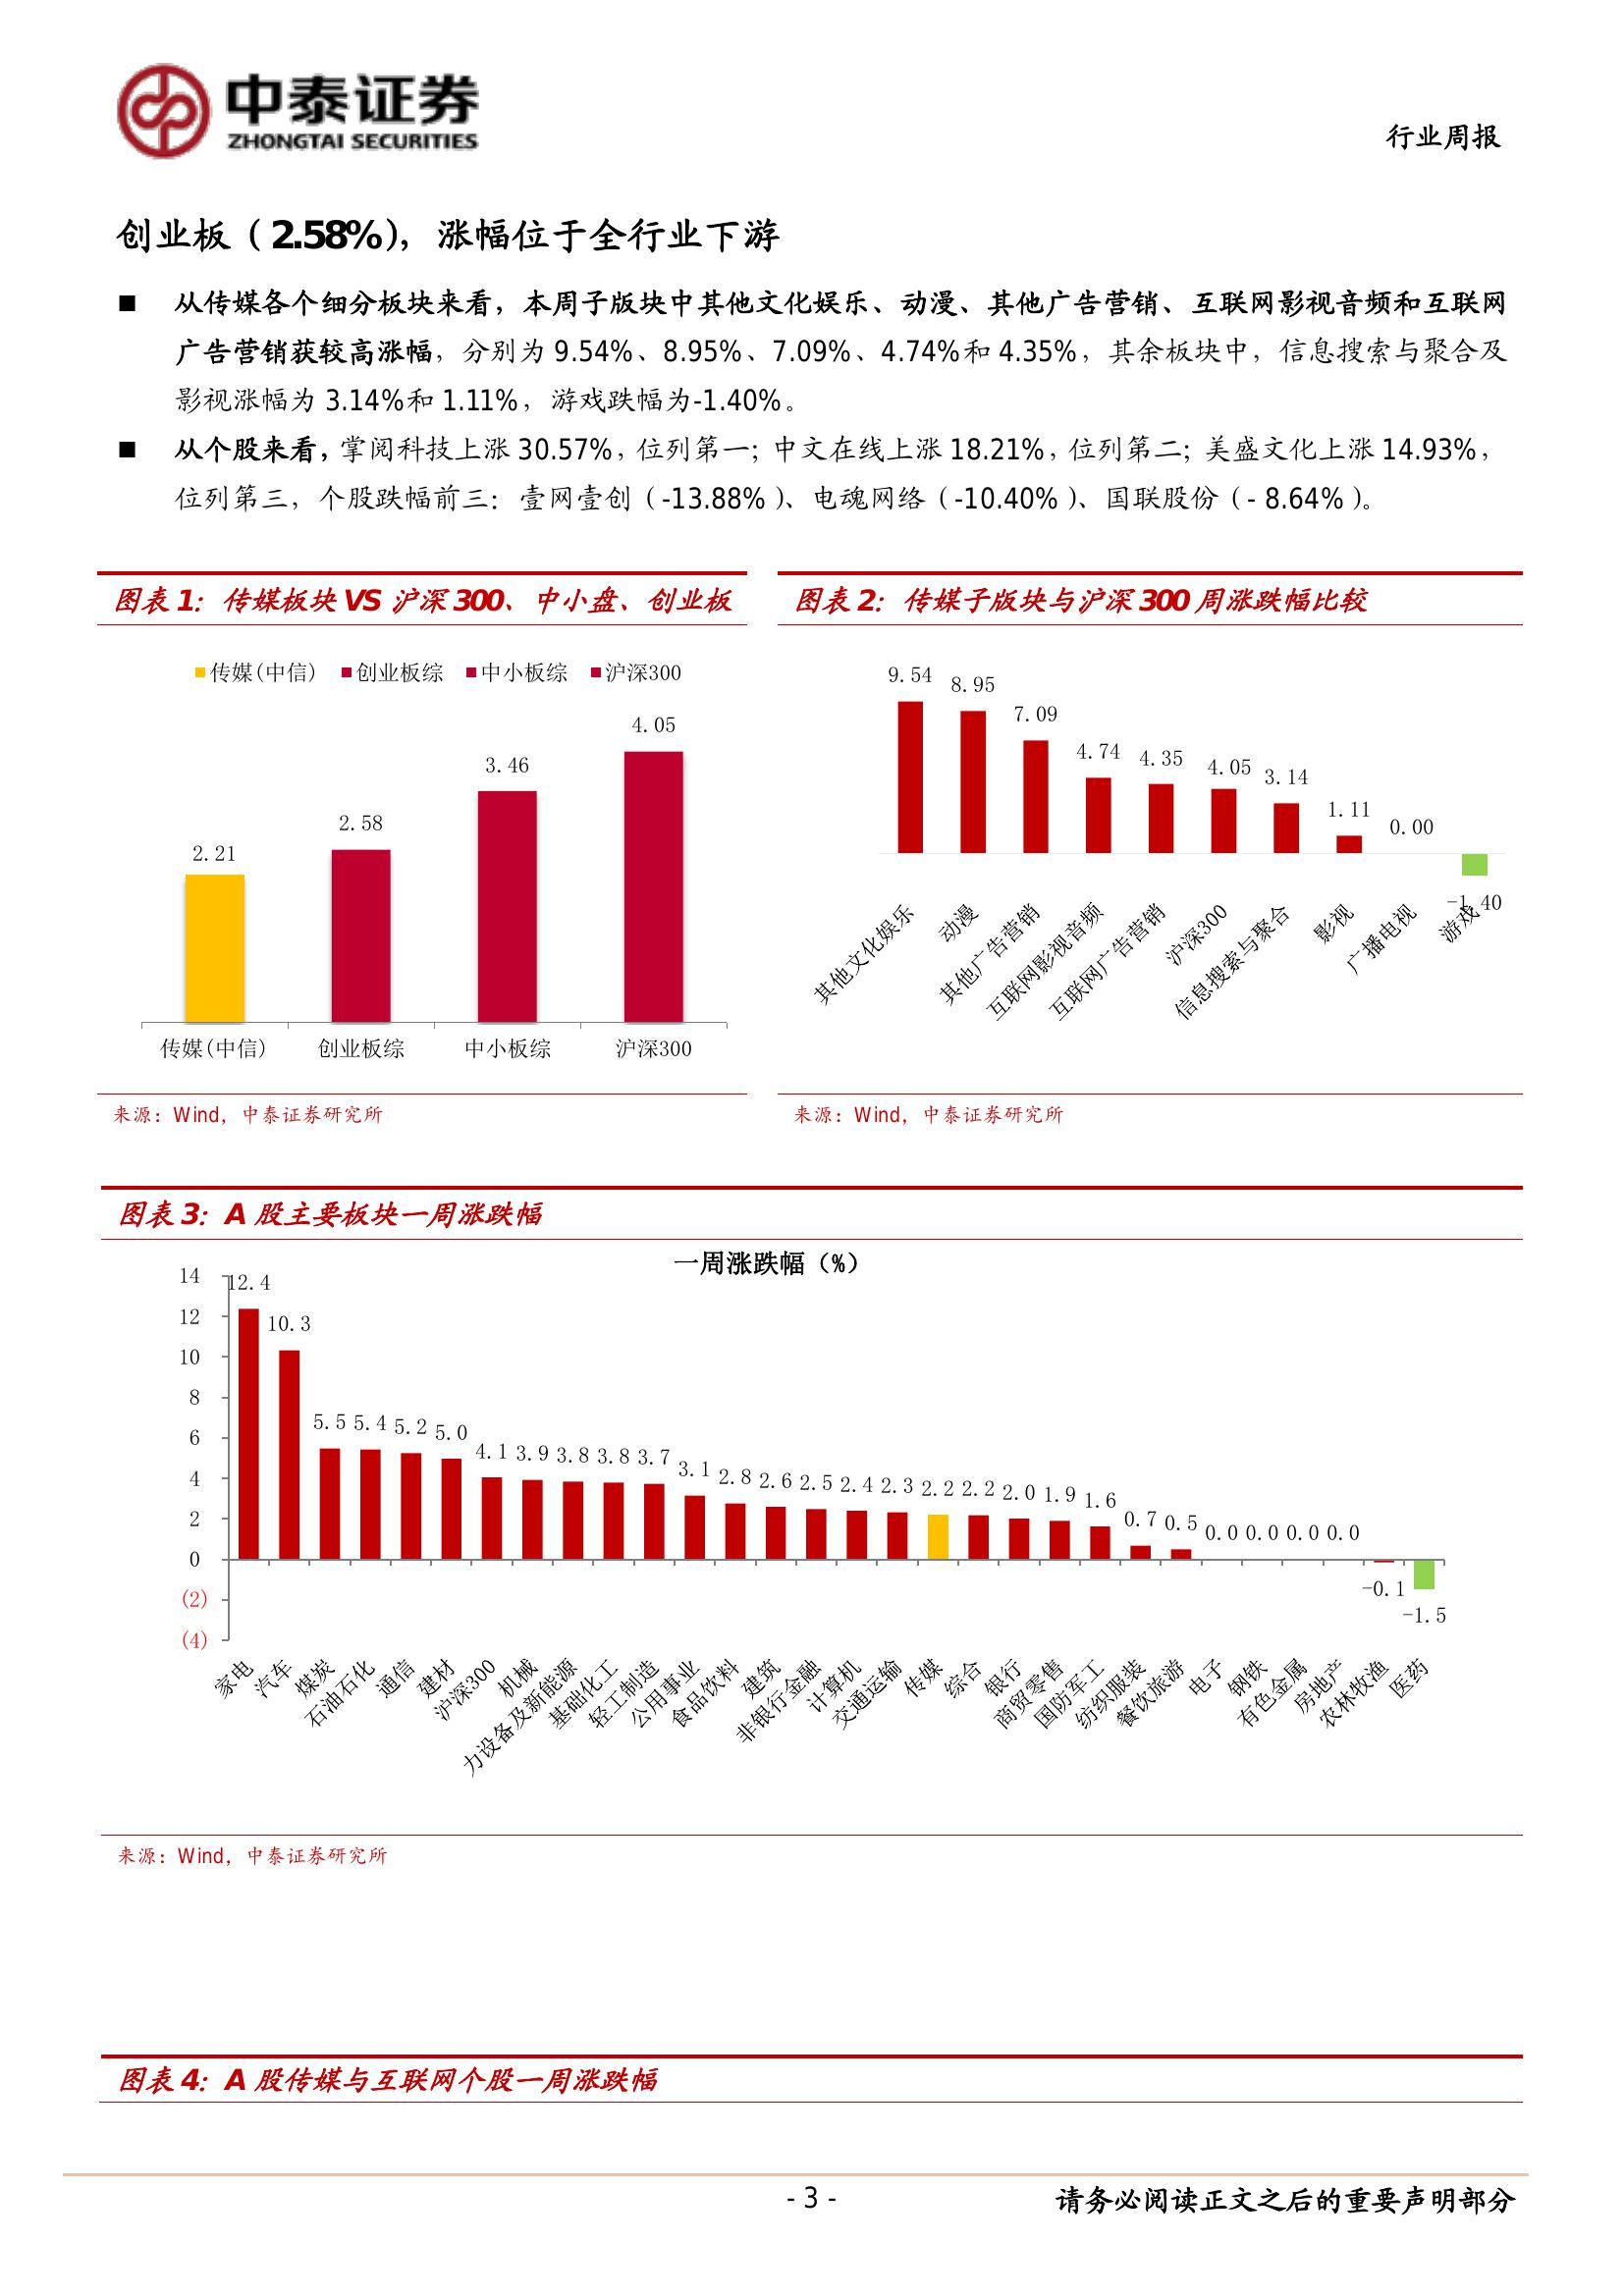 中泰证券
ZHONGTAI SECURITIES
行业周报
创业板（2.58%），涨幅位于全行业下游
■ 从传媒各个细分板块来看，本周子版块中其他文化娱乐、动漫、其他广告营销、互联网影视音频和互联网
广告营销获较高涨幅，分别为 9.54%、8.95%、7.09%、4.74%和 4.35%，其余板块中，信息搜索与聚合及
影视涨幅为 3.14%和 1.11%，游戏跌幅为-1.40%。
■ 从个股来看，掌阅科技上涨 30.57%，位列第一；中文在线上涨 18.21%，位列第二；美盛文化上涨 14.93%，
位列第三，个股跌幅前三：壹网壹创（-13.88%）、电魂网络（-10.40%）、国联股份（- 8.64%）。
图表 1：传媒板块 VS 沪深 300、中小盘、创业板
传媒(中信) 创业板综 中小板综 沪深300
2.21 2.58 3.46 4.05
传媒(中信) 创业板综 中小板综 沪深300
来源：Wind，中泰证券研究所
图表 2：传媒子版块与沪深 300 周涨跌幅比较
9.54 8.95 7.09 4.74 4.35 4.05 3.14 1.11 0.00 -1.40
其他文化娱乐 动漫 其他广告营销 互联网影视音频 互联网广告营销 沪深300 信息搜索与聚合 影视 广播电视 游戏
来源：Wind，中泰证券研究所
图表 3：A 股主要板块一周涨跌幅
一周涨跌幅（%）
14
12
10
8
6
4
2
0
(2)
(4)
12.4 10.3 5.5 5.4 5.2 5.0 4.1 3.9 3.8 3.8 3.7 3.1 2.8 2.6 2.5 2.4 2.3 2.2 2.2 2.0 1.9 1.6 0.7 0.5 0.0 0.0 0.0 0.0 -0.1 -1.5
家电 汽车 煤炭 石油石化 通信 建材 沪深300 机械 力设备及新能源 基础化工 轻工制造 公用事业 食品饮料 建筑 非银行金融 计算机 交通运输 传媒 综合 银行 商贸零售 国防军工 纺织服装 餐饮旅游 电子 钢铁 有色金属 房地产 农林牧渔 医药
来源：Wind，中泰证券研究所
图表 4：A 股传媒与互联网个股一周涨跌幅
- 3 -
请务必阅读正文之后的重要声明部分